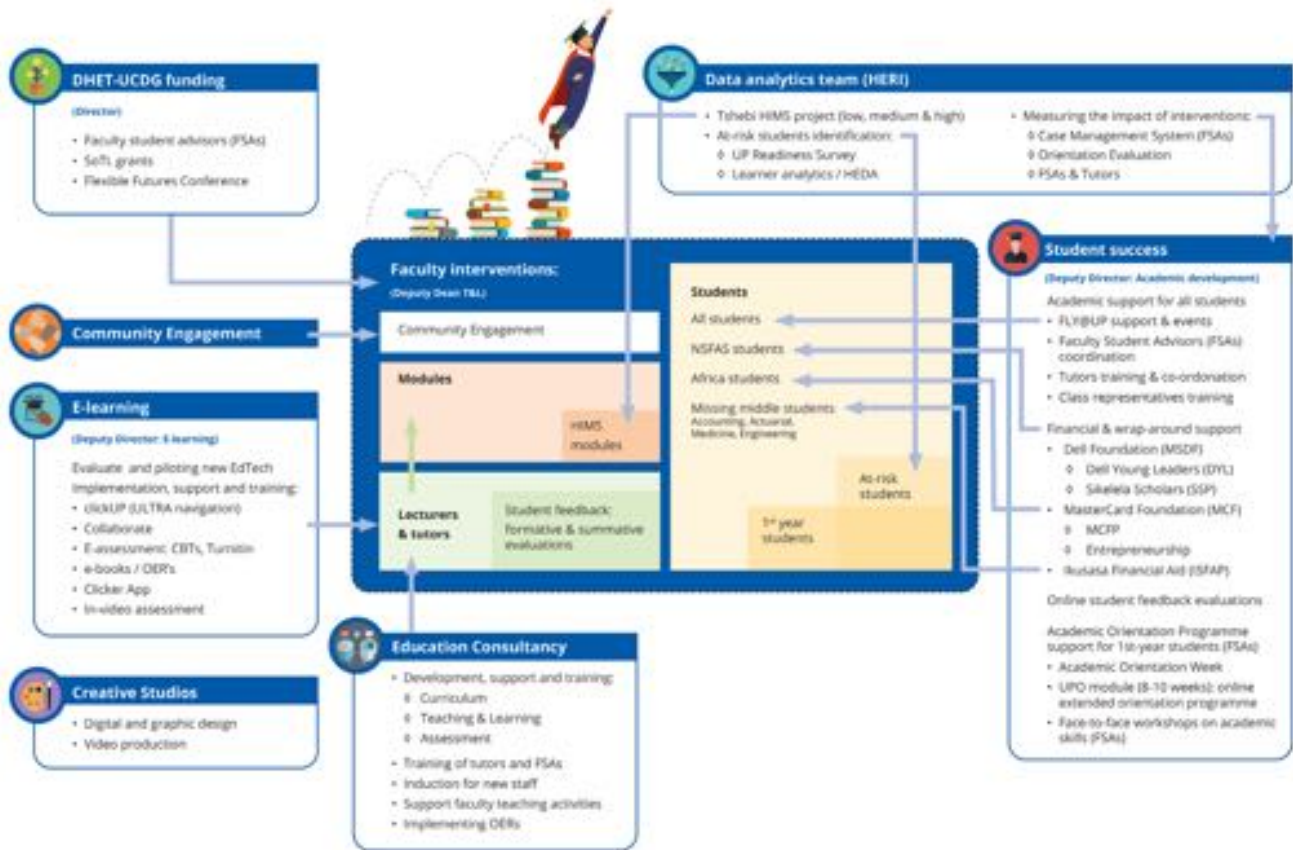 DHET-UCDG funding
(Director)
• Faculty student advisors (FSAs)
• SoTL grants
• Flexible Futures Conference
Data analytics team (HERI)
• Tshebi HIMS project (low, medium & high)
• At-risk students identification:
◊ UP Readiness Survey
◊ Learner analytics / HEDA
• Measuring the impact of interventions:
◊ Case Management System (FSAs)
◊ Orientation Evaluation
◊ FSAs & Tutors
Community Engagement
E-learning
(Deputy Director: E-learning)
Evaluate and piloting new EdTech
Implementation, support and training:
• clickUP (ULTRA navigation)
• Collaborate
• E-assessment: CBTs, Turnitin
• e-books / OER's
• Clicker App
• In-video assessment
Creative Studios
• Digital and graphic design
• Video production
Faculty interventions:
(Deputy Dean T&L)
Community Engagement
Modules
HIMS
modules
Lecturers
& tutors
Student feedback:
formative & summative
evaluations
Students
All students
NSFAS students
Africa students
Missing middle students
Accounting, Actuarial,
Medicine, Engineering
At-risk
students
1st year
students
Education Consultancy
• Development, support and training:
◊ Curriculum
◊ Teaching & Learning
◊ Assessment
• Training of tutors and FSAs
• Induction for new staff
• Support faculty teaching activities
• Implementing OERs
Student success
(Deputy Director: Academic development)
Academic support for all students
• FLY@UP support & events
• Faculty Student Advisors (FSAs)
coordination
• Tutors training & co-ordonation
• Class representatives training
Financial & wrap-around support
• Dell Foundation (MSDF)
◊ Dell Young Leaders (DYL)
◊ Sikelela Scholars (SSP)
• MasterCard Foundation (MCF)
◊ MCFP
◊ Entrepreneurship
• Ikusasa Financial Aid (ISFAP)
Online student feedback evaluations
Academic Orientation Programme
support for 1st-year students (FSAs)
• Academic Orientation Week
• UPO module (8-10 weeks): online
extended orientation programme
• Face-to-face workshops on academic
skills (FSAs)